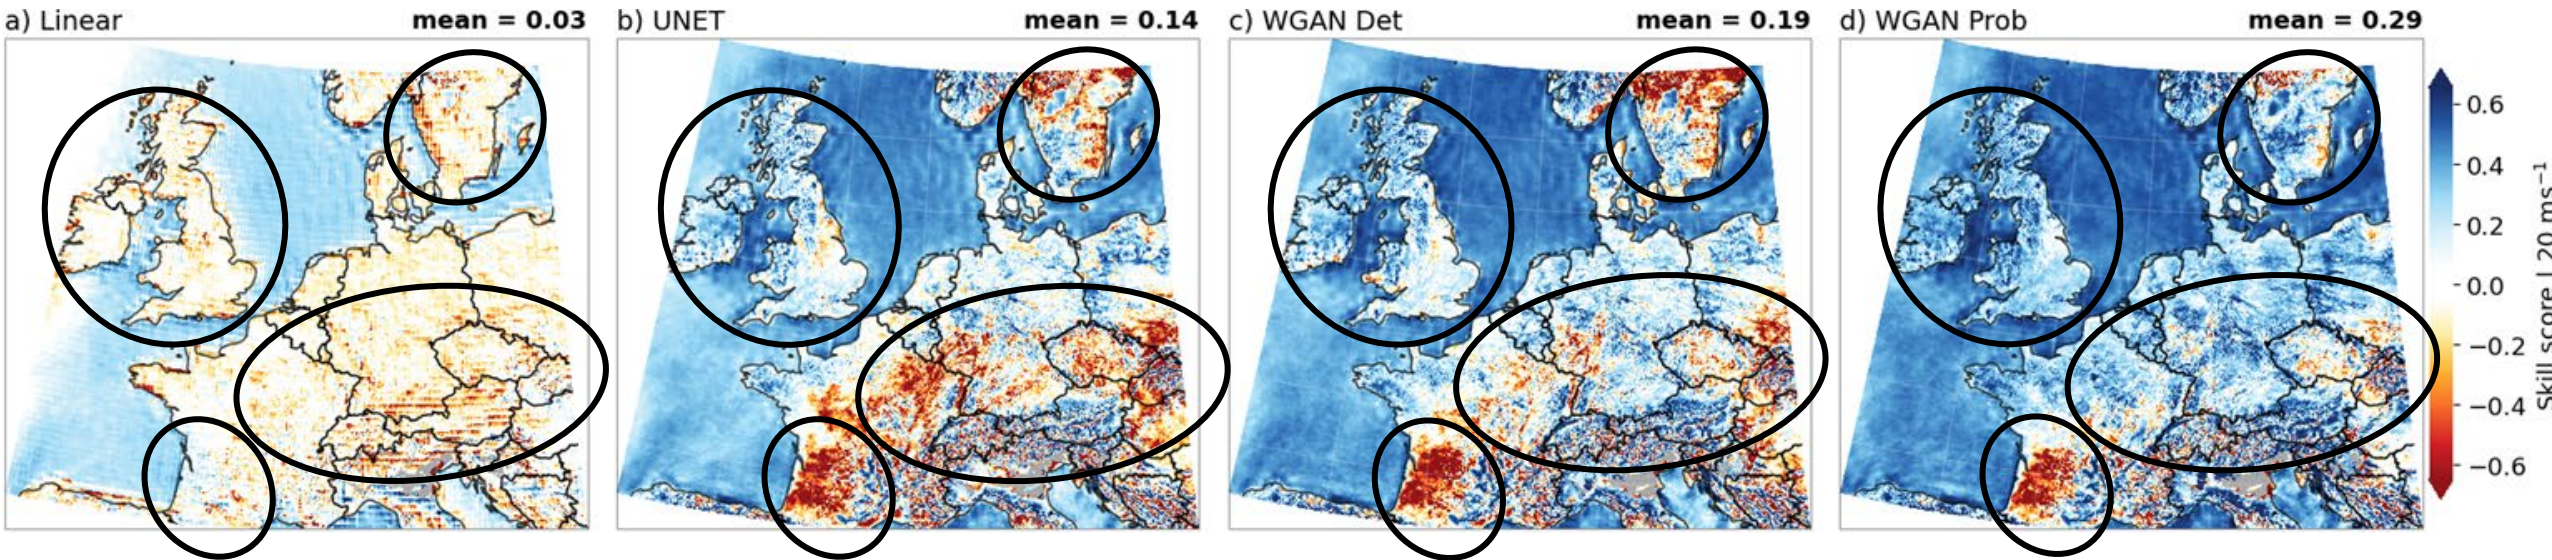 a) Linear mean = 0.03
b) UNET mean = 0.14
c) WGAN Det mean = 0.19
d) WGAN Prob mean = 0.29
0.6
0.4
0.2
0.0
−0.2
−0.4
−0.6
Skill score | 20 ms⁻¹